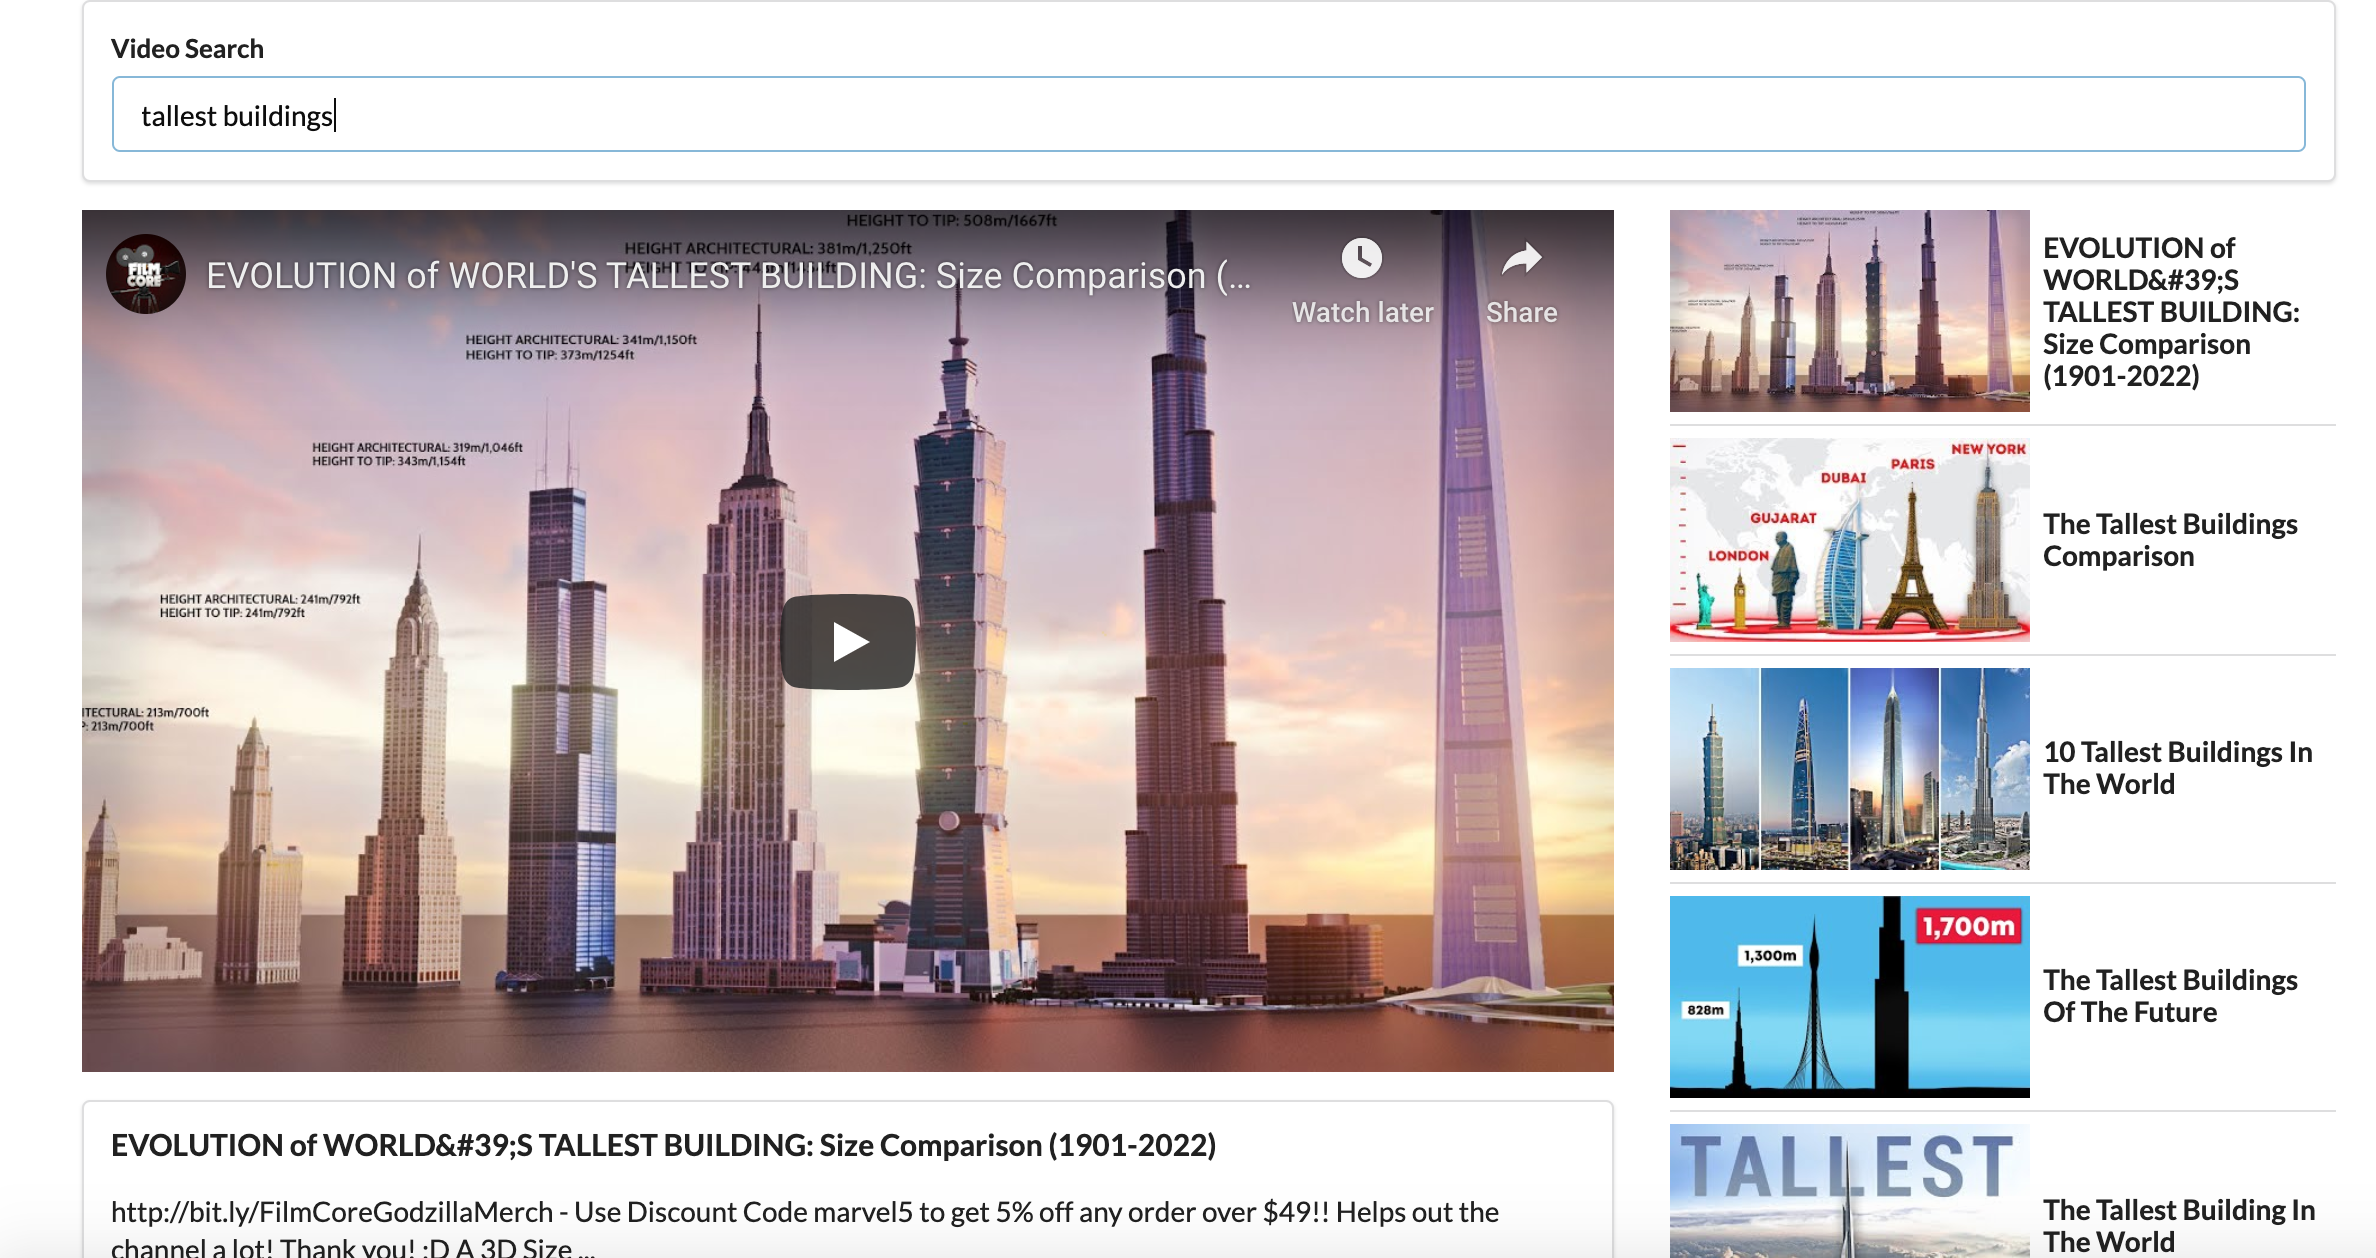 Video Search
tallest buildings
HEIGHT TO TIP: 508m/1667ft
HEIGHT ARCHITECTURAL: 381m/1,250ft
FILM
CORE
EVOLUTION of WORLD'S TALLEST BUILDING: Size Comparison (...
Watch later
Share
HEIGHT ARCHITECTURAL: 341m/1,150ft
HEIGHT TO TIP: 373m/1254ft
HEIGHT ARCHITECTURAL: 319m/1,046ft
HEIGHT TO TIP: 343m/1,154ft
HEIGHT ARCHITECTURAL: 241m/792ft
HEIGHT TO TIP: 241m/792ft
ITECTURAL: 213m/700ft
P: 213m/700ft
EVOLUTION of WORLD&#39;S TALLEST BUILDING: Size Comparison (1901-2022)
http://bit.ly/FilmCoreGodzillaMerch - Use Discount Code marvel5 to get 5% off any order over $49!! Helps out the
channel a lot! Thank you! :D A 3D Size ...
EVOLUTION of
WORLD&#39;S
TALLEST BUILDING:
Size Comparison
(1901-2022)
NEW YORK
PARIS
DUBAI
GUJARAT
LONDON
The Tallest Buildings
Comparison
10 Tallest Buildings In
The World
1,700m
1,300m
828m
The Tallest Buildings
Of The Future
TALLEST
The Tallest Building In
The World